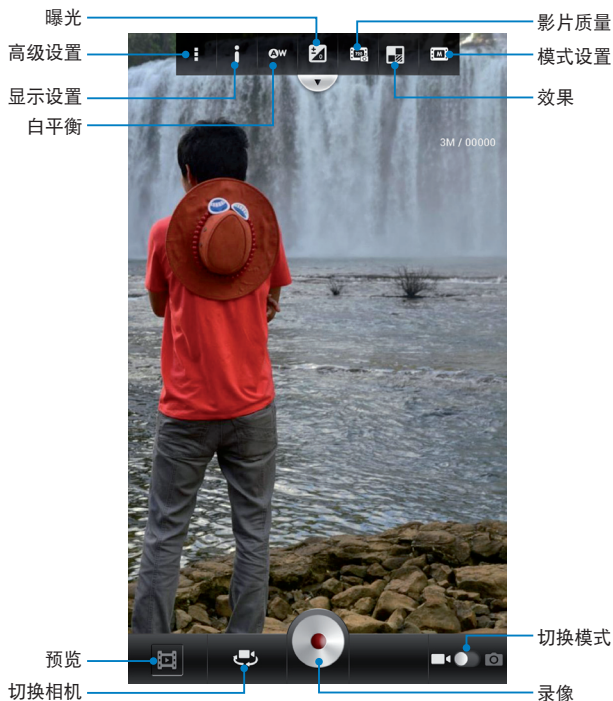 曝光
影片质量
高级设置
模式设置
显示设置
效果
白平衡
3M / 00000
预览
切换模式
切换相机
录像